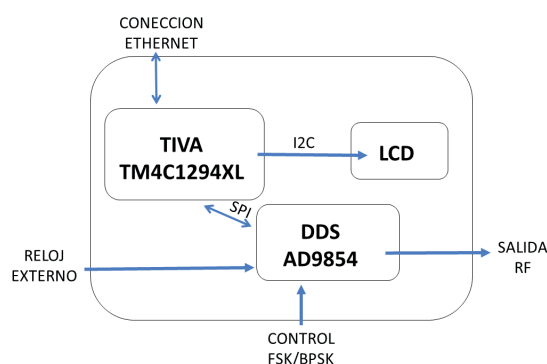 CONECCION
ETHERNET
TIVA
TM4C1294XL
I2C
LCD
SPI
DDS
AD9854
RELOJ
EXTERNO
SALIDA
RF
CONTROL
FSK/BPSK